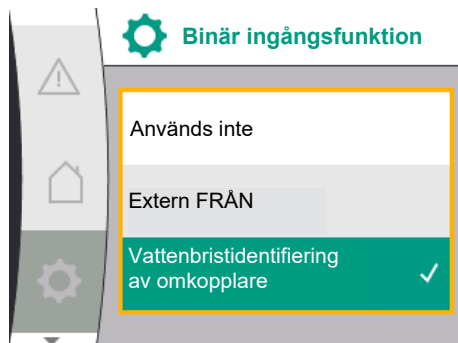 Binär ingångsfunktion
Används inte
Extern FRÅN
Vattenbristidentifiering
av omkopplare